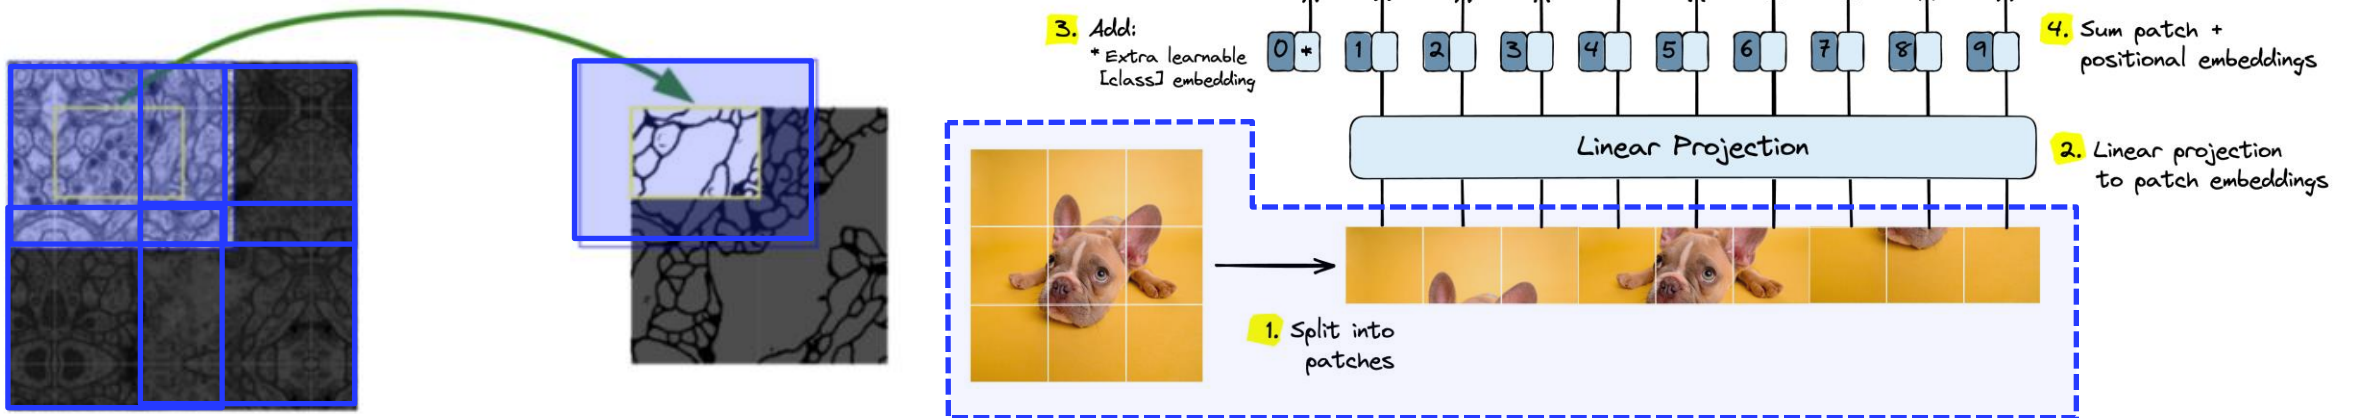 3. Add:
* Extra learnable
[class] embedding
0 * 1 2 3 4 5 6 7 8 9
4. Sum patch +
positional embeddings
Linear Projection
2. Linear projection
to patch embeddings
1. Split into
patches